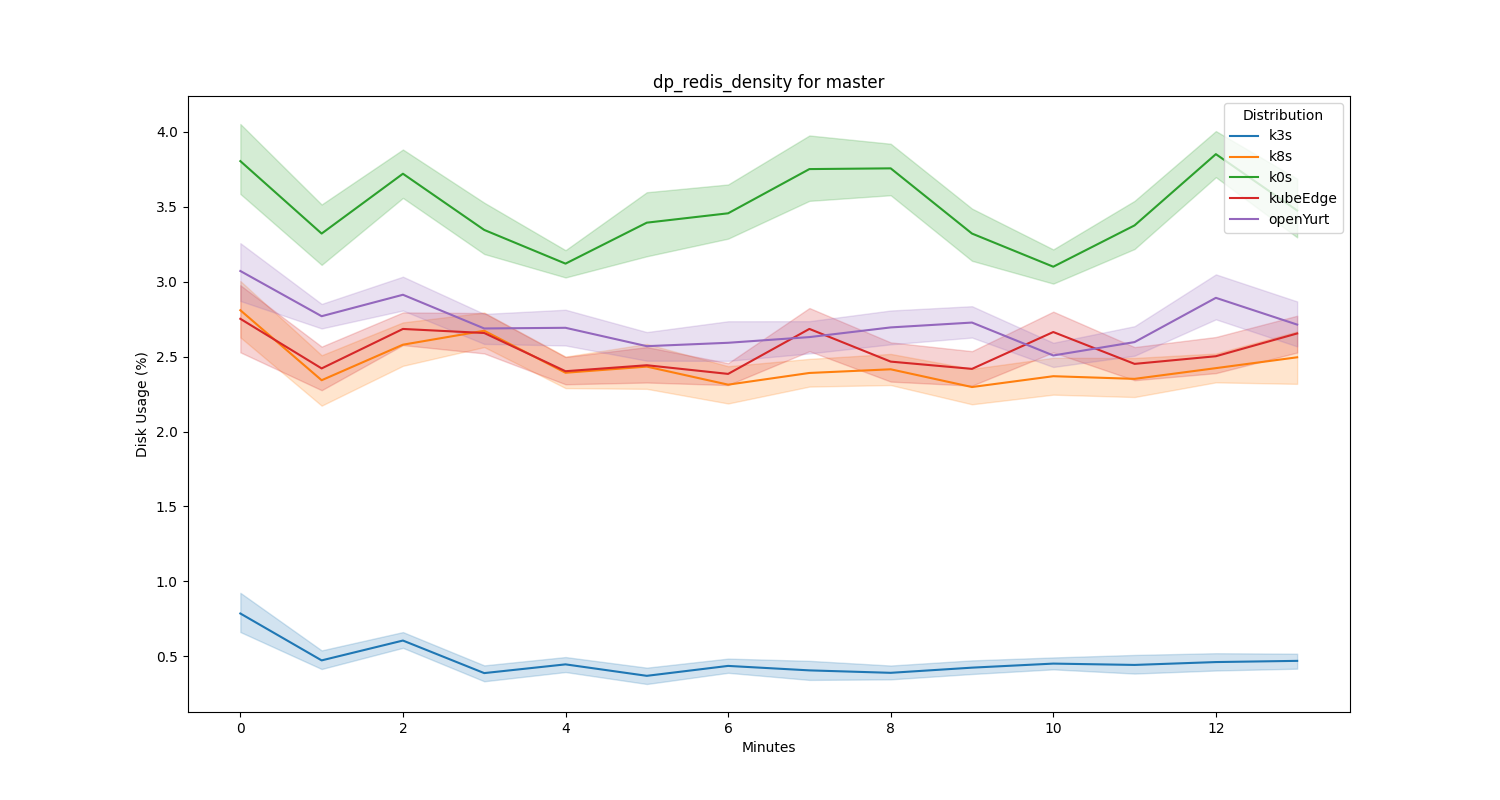 dp_redis_density for master
Distribution
k3s
k8s
k0s
kubeEdge
openYurt
4.0
3.5
3.0
2.5
2.0
1.5
1.0
0.5
Disk Usage (%)
0 2 4 6 8 10 12
Minutes